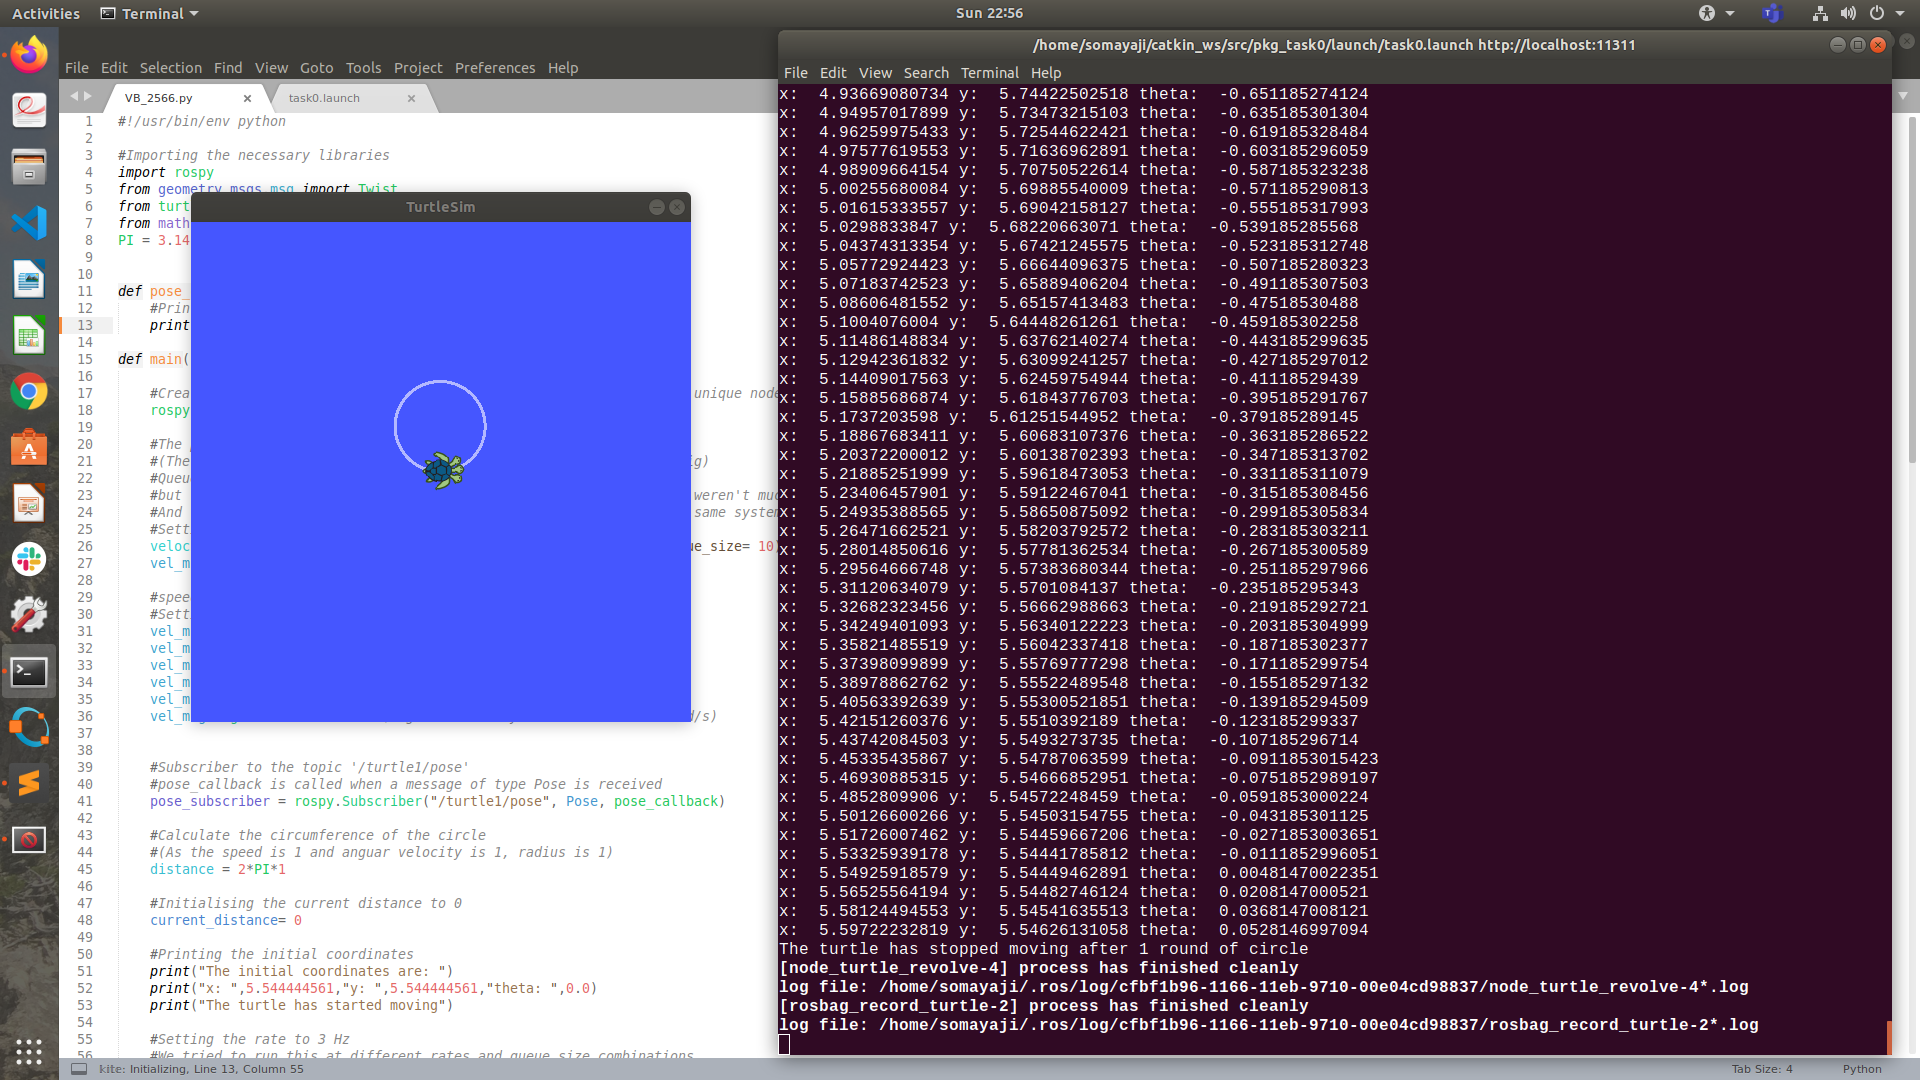 Activities Terminal Sun 22:56
File Edit Selection Find View Goto Tools Project Preferences Help
VB_2566.py × task0.launch ×
1 #!/usr/bin/env python
2
3 #Importing the necessary libraries
4 import rospy
5 from geometry_msgs.msg import Twist
6 from turt
7 from math
8 PI = 3.14
9
10
11 def pose_
12 #Prin
13 print
14
15 def main(
16
17 #Crea unique node
18 rospy
19
20 #The
21 #(The ig)
22 #Queu
23 #but weren't muc
24 #And same system
25 #Sett
26 veloc ue_size= 10)
27 vel_m
28
29 #spee
30 #Sett
31 vel_m
32 vel_m
33 vel_m
34 vel_m
35 vel_m
36 vel_m d/s)
37
38
39 #Subscriber to the topic '/turtle1/pose'
40 #pose_callback is called when a message of type Pose is received
41 pose_subscriber = rospy.Subscriber("/turtle1/pose", Pose, pose_callback)
42
43 #Calculate the circumference of the circle
44 #(As the speed is 1 and anguar velocity is 1, radius is 1)
45 distance = 2*PI*1
46
47 #Initialising the current distance to 0
48 current_distance= 0
49
50 #Printing the initial coordinates
51 print("The initial coordinates are: ")
52 print("x: ",5.544444561,"y: ",5.544444561,"theta: ",0.0)
53 print("The turtle has started moving")
54
55 #Setting the rate to 3 Hz
56 #We tried to run this at different rates and queue size combinations
kite: Initializing, Line 13, Column 55 Tab Size: 4 Python
TurtleSim
/home/somayaji/catkin_ws/src/pkg_task0/launch/task0.launch http://localhost:11311
File Edit View Search Terminal Help
x: 4.93669080734 y: 5.74422502518 theta: -0.651185274124
x: 4.94957017899 y: 5.73473215103 theta: -0.635185301304
x: 4.96259975433 y: 5.72544622421 theta: -0.619185328484
x: 4.97577619553 y: 5.71636962891 theta: -0.603185296059
x: 4.98909664154 y: 5.70750522614 theta: -0.587185323238
x: 5.00255680084 y: 5.69885540009 theta: -0.571185290813
x: 5.01615333557 y: 5.69042158127 theta: -0.555185317993
x: 5.0298833847 y: 5.68220663071 theta: -0.539185285568
x: 5.04374313354 y: 5.67421245575 theta: -0.523185312748
x: 5.05772924423 y: 5.66644096375 theta: -0.507185280323
x: 5.07183742523 y: 5.65889406204 theta: -0.491185307503
x: 5.08606481552 y: 5.65157413483 theta: -0.47518530488
x: 5.1004076004 y: 5.64448261261 theta: -0.459185302258
x: 5.11486148834 y: 5.63762140274 theta: -0.443185299635
x: 5.12942361832 y: 5.63099241257 theta: -0.427185297012
x: 5.14409017563 y: 5.62459754944 theta: -0.41118529439
x: 5.15885686874 y: 5.61843776703 theta: -0.395185291767
x: 5.1737203598 y: 5.61251544952 theta: -0.379185289145
x: 5.18867683411 y: 5.60683107376 theta: -0.363185286522
x: 5.20372200012 y: 5.60138702393 theta: -0.347185313702
x: 5.21885251999 y: 5.59618473053 theta: -0.331185311079
x: 5.23406457901 y: 5.59122467041 theta: -0.315185308456
x: 5.24935388565 y: 5.58650875092 theta: -0.299185305834
x: 5.26471662521 y: 5.58203792572 theta: -0.283185303211
x: 5.28014850616 y: 5.57781362534 theta: -0.267185300589
x: 5.29564666748 y: 5.57383680344 theta: -0.251185297966
x: 5.31120634079 y: 5.5701084137 theta: -0.235185295343
x: 5.32682323456 y: 5.56662988663 theta: -0.219185292721
x: 5.34249401093 y: 5.56340122223 theta: -0.203185304999
x: 5.35821485519 y: 5.56042337418 theta: -0.187185302377
x: 5.37398099899 y: 5.55769777298 theta: -0.171185299754
x: 5.38978862762 y: 5.55522489548 theta: -0.155185297132
x: 5.40563392639 y: 5.55300521851 theta: -0.139185294509
x: 5.42151260376 y: 5.5510392189 theta: -0.123185299337
x: 5.43742084503 y: 5.5493273735 theta: -0.107185296714
x: 5.45335435867 y: 5.54787063599 theta: -0.0911853015423
x: 5.46930885315 y: 5.54666852951 theta: -0.0751852989197
x: 5.4852809906 y: 5.54572248459 theta: -0.0591853000224
x: 5.50126600266 y: 5.54503154755 theta: -0.043185301125
x: 5.51726007462 y: 5.54459667206 theta: -0.0271853003651
x: 5.53325939178 y: 5.54441785812 theta: -0.0111852996051
x: 5.54925918579 y: 5.54449462891 theta: 0.00481470022351
x: 5.56525564194 y: 5.54482746124 theta: 0.0208147000521
x: 5.58124494553 y: 5.54541635513 theta: 0.0368147008121
x: 5.59722232819 y: 5.54626131058 theta: 0.0528146997094
The turtle has stopped moving after 1 round of circle
[node_turtle_revolve-4] process has finished cleanly
log file: /home/somayaji/.ros/log/cfbf1b96-1166-11eb-9710-00e04cd98837/node_turtle_revolve-4*.log
[rosbag_record_turtle-2] process has finished cleanly
log file: /home/somayaji/.ros/log/cfbf1b96-1166-11eb-9710-00e04cd98837/rosbag_record_turtle-2*.log